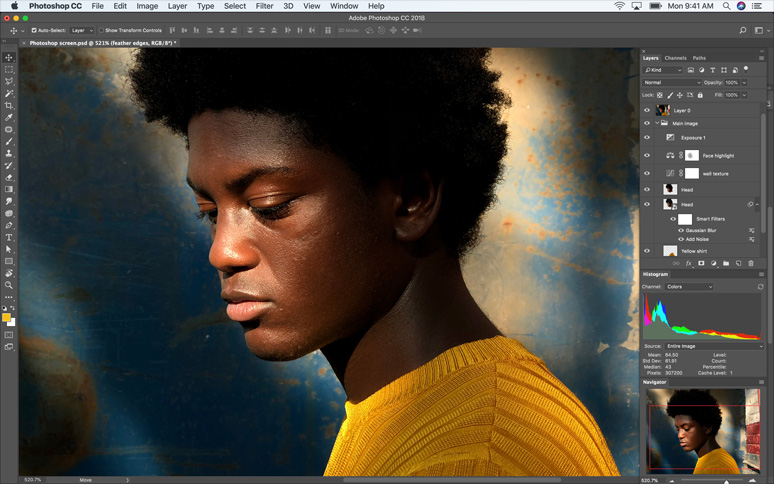 Photoshop CC File Edit Image Layer Type Select Filter 3D View Window Help Mon 9:41 AM
Adobe Photoshop CC 2018
Auto-Select: Layer Show Transform Controls 3D Mode:
Photoshop screen.psd @ 521% (feather edges, RGB/8*) *
Layers Channels Paths
Kind
Normal Opacity: 100%
Lock: Fill: 100%
Layer 0
Main image
Exposure 1
Face highlight
wall texture
Head
Head
Smart Filters
Gaussian Blur
Add Noise
Yellow shirt
fx
Histogram
Channel: Colors
Source: Entire Image
Mean: 64.50 Level:
Std Dev: 61.91 Count:
Median: 43 Percentile:
Pixels: 307200 Cache Level: 1
Navigator
520.7%
520.7% Move